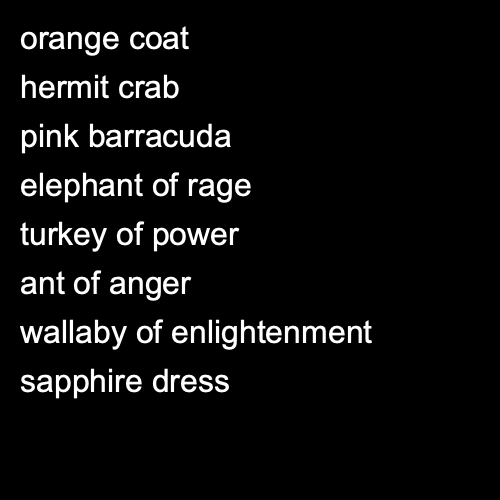 orange coat
hermit crab
pink barracuda
elephant of rage
turkey of power
ant of anger
wallaby of enlightenment
sapphire dress